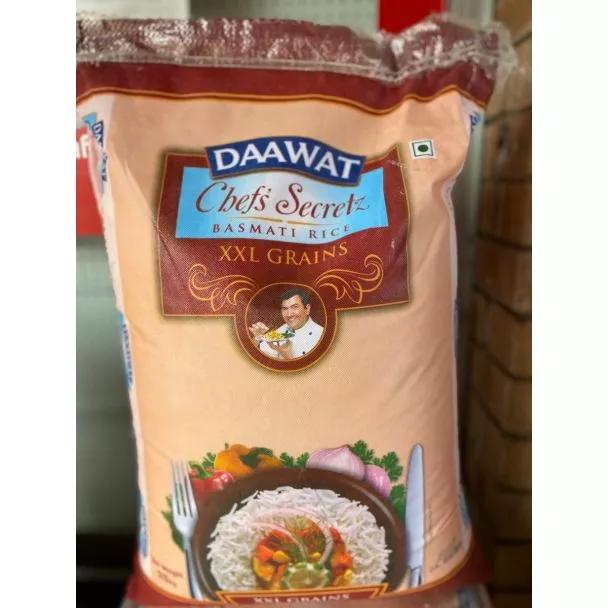 DAAWAT
Chef's Secretz
BASMATI RICE
XXL GRAINS
XXL GRAINS